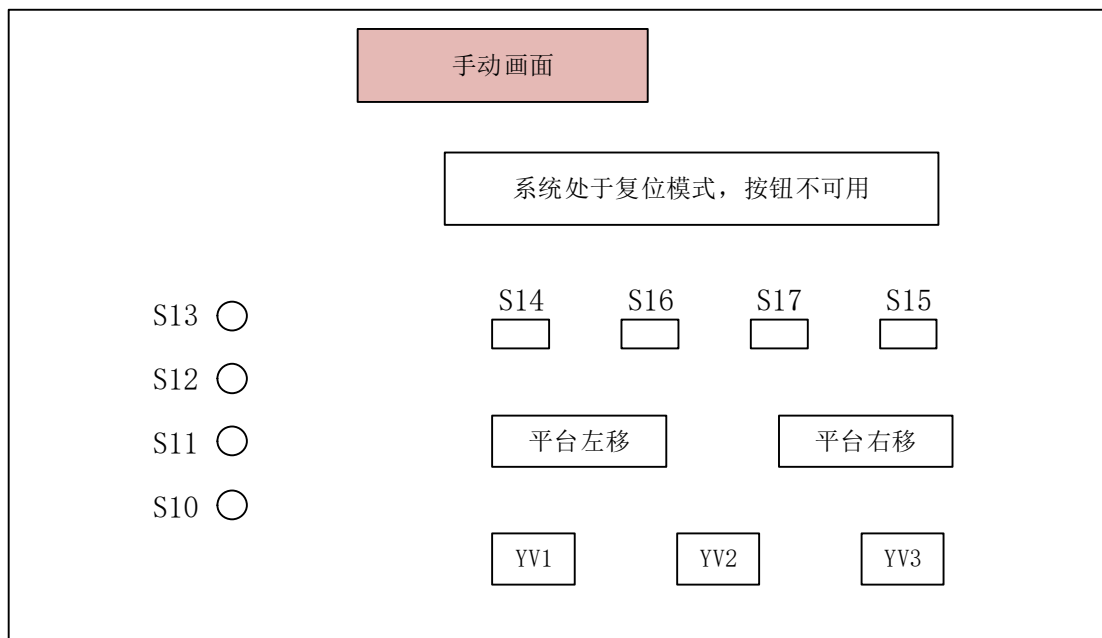 手动画面
系统处于复位模式，按钮不可用
S14 S16 S17 S15
S13
S12
S11
S10
平台左移 平台右移
YV1 YV2 YV3